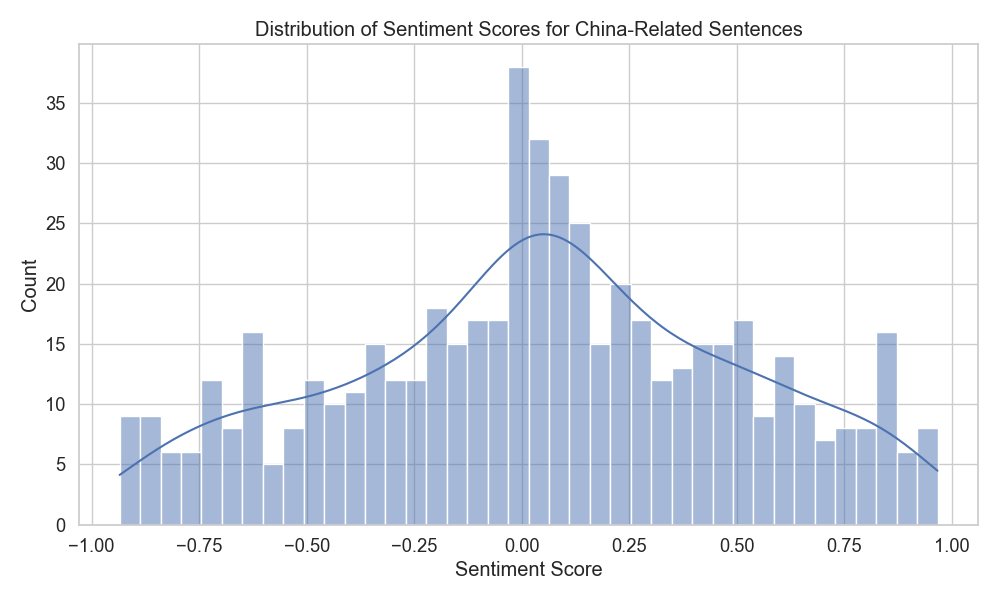 Distribution of Sentiment Scores for China-Related Sentences
Count
35
30
25
20
15
10
5
0
−1.00 −0.75 −0.50 −0.25 0.00 0.25 0.50 0.75 1.00
Sentiment Score